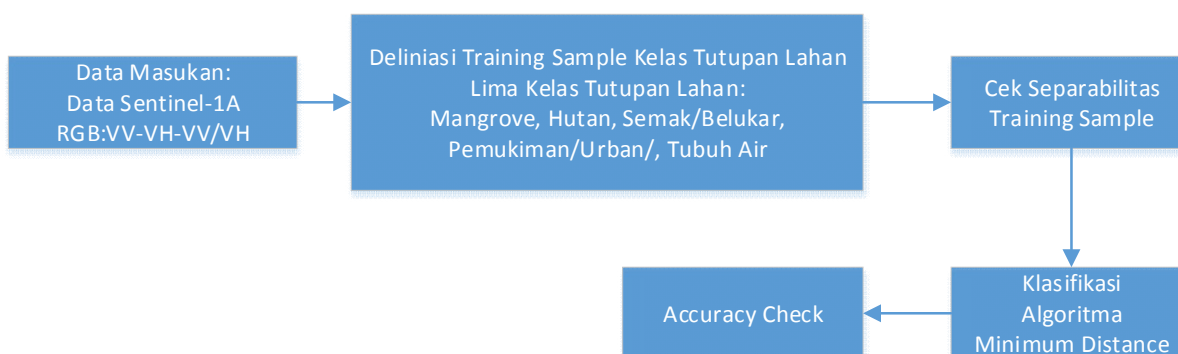 Data Masukan:
Data Sentinel-1A
RGB:VV-VH-VV/VH
Deliniasi Training Sample Kelas Tutupan Lahan
Lima Kelas Tutupan Lahan:
Mangrove, Hutan, Semak/Belukar,
Pemukiman/Urban/, Tubuh Air
Cek Separabilitas
Training Sample
Klasifikasi
Algoritma
Minimum Distance
Accuracy Check